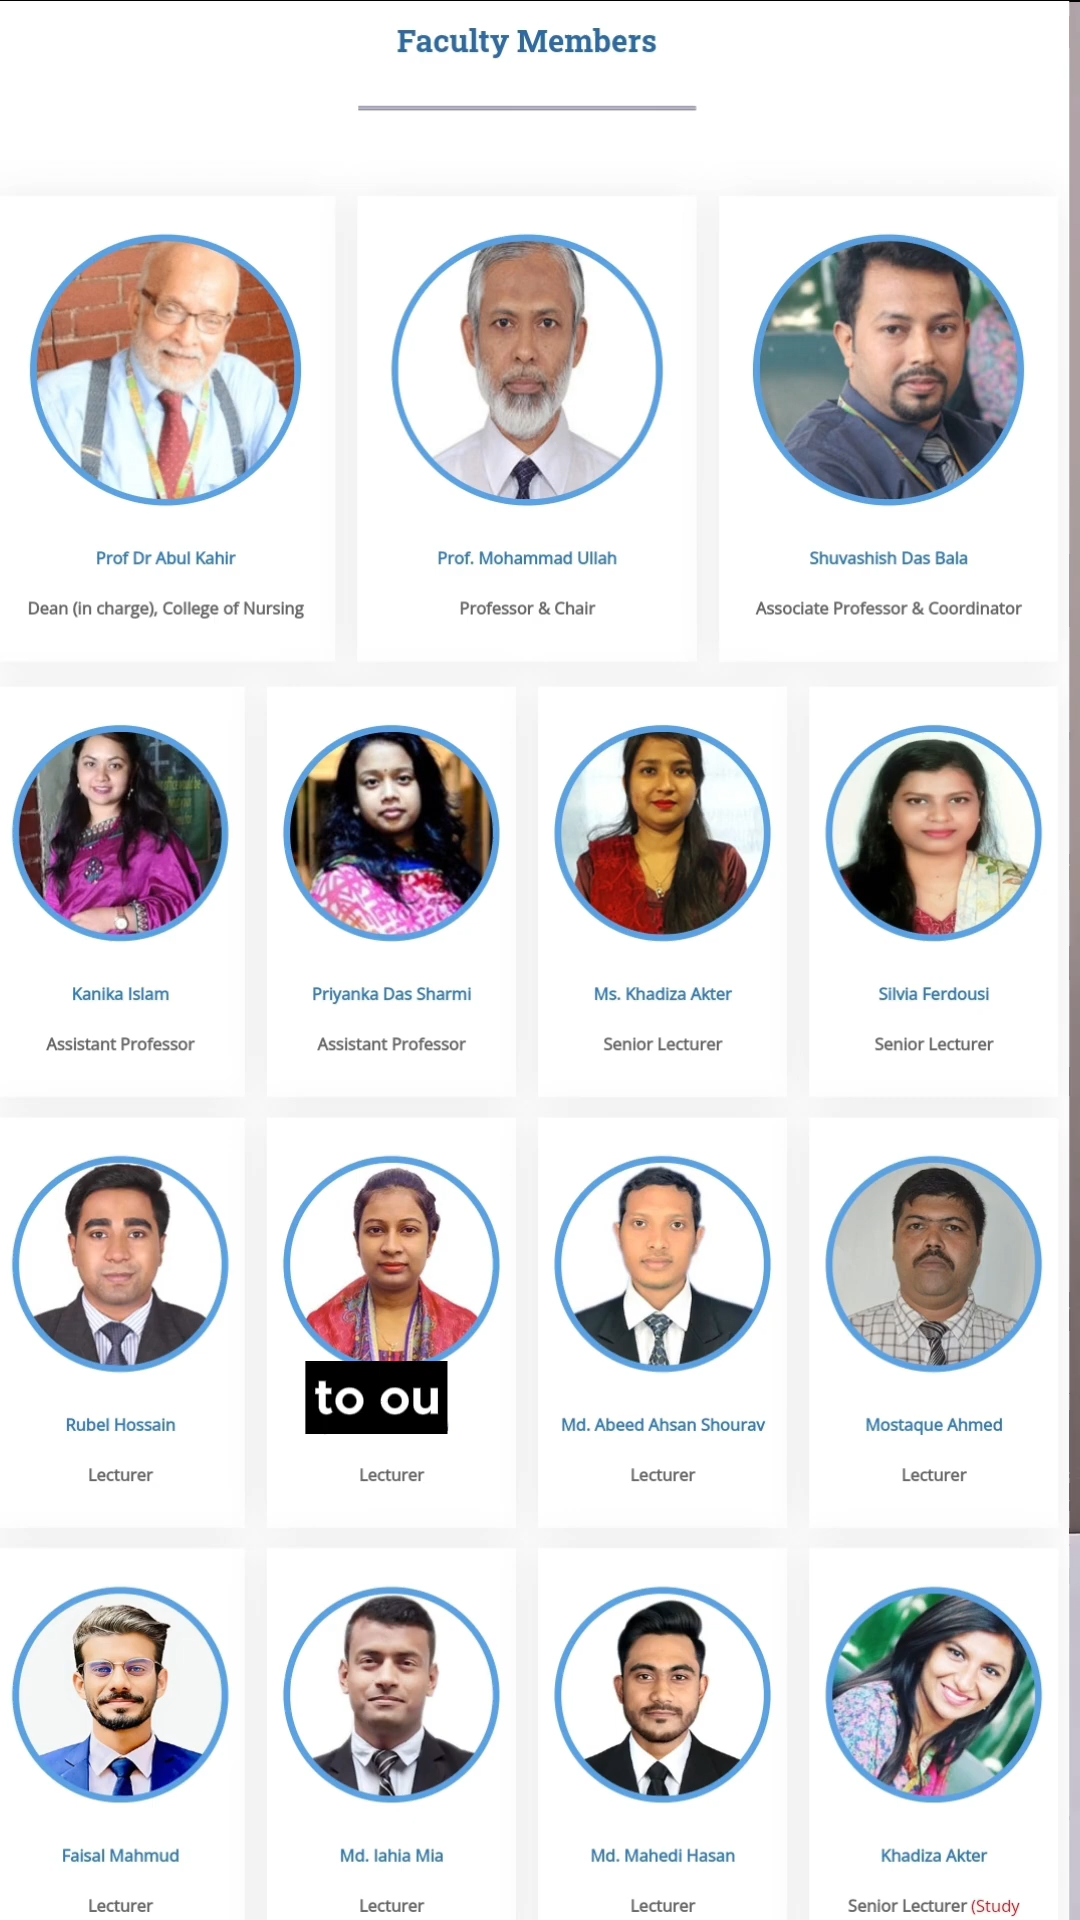 Faculty Members
Prof Dr Abul Kahir
Dean (in charge), College of Nursing
Prof. Mohammad Ullah
Professor & Chair
Shuvashish Das Bala
Associate Professor & Coordinator
Kanika Islam
Assistant Professor
Priyanka Das Sharmi
Assistant Professor
Ms. Khadiza Akter
Senior Lecturer
Silvia Ferdousi
Senior Lecturer
Rubel Hossain
Lecturer
to ou
Lecturer
Md. Abeed Ahsan Shourav
Lecturer
Mostaque Ahmed
Lecturer
Faisal Mahmud
Lecturer
Md. Iahia Mia
Lecturer
Md. Mahedi Hasan
Lecturer
Khadiza Akter
Senior Lecturer (Study